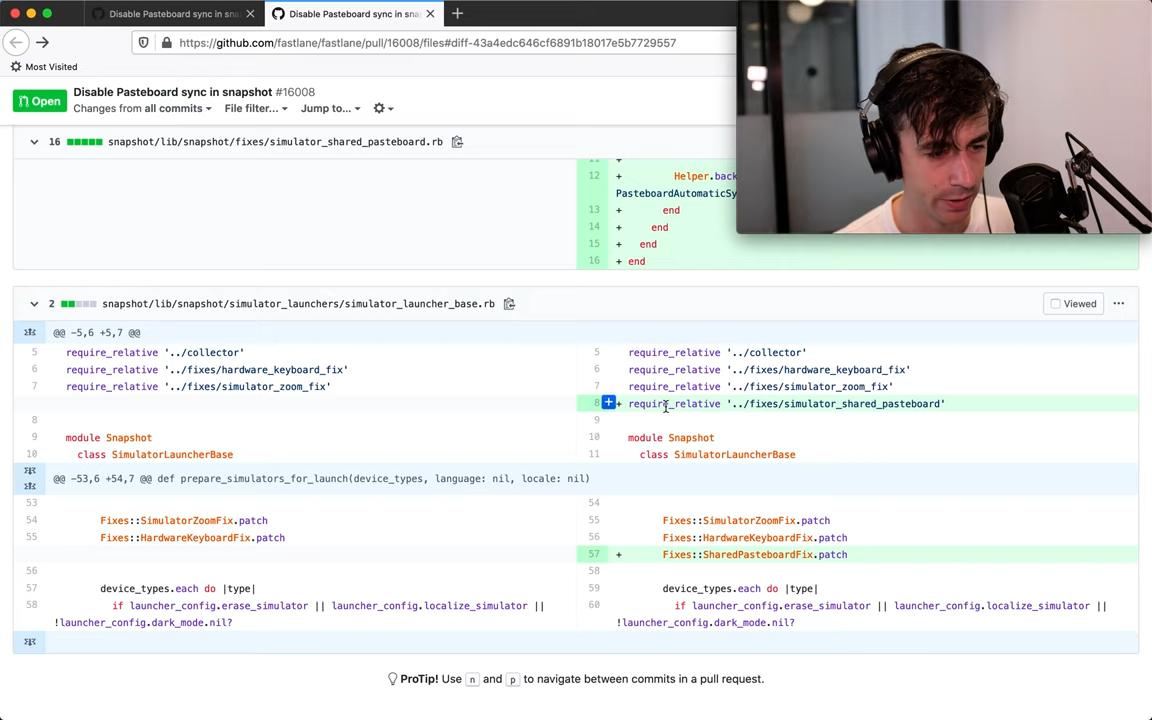 Disable Pasteboard sync in sna
Disable Pasteboard sync in sna
https://github.com/fastlane/fastlane/pull/16008/files#diff-43a4edc646cf6891b18017e5b7729557
Most Visited
Open
Disable Pasteboard sync in snapshot #16008
Changes from all commits
File filter...
Jump to...
16 snapshot/lib/snapshot/fixes/simulator_shared_pasteboard.rb
12 + Helper.back
PasteboardAutomaticSy
13 + end
14 + end
15 + end
16 + end
2 snapshot/lib/snapshot/simulator_launchers/simulator_launcher_base.rb
Viewed
@@ -5,6 +5,7 @@
5 require_relative '../collector' 5 require_relative '../collector'
6 require_relative '../fixes/hardware_keyboard_fix' 6 require_relative '../fixes/hardware_keyboard_fix'
7 require_relative '../fixes/simulator_zoom_fix' 7 require_relative '../fixes/simulator_zoom_fix'
8 + require_relative '../fixes/simulator_shared_pasteboard'
8 9
9 module Snapshot 10 module Snapshot
10 class SimulatorLauncherBase 11 class SimulatorLauncherBase
@@ -53,6 +54,7 @@ def prepare_simulators_for_launch(device_types, language: nil, locale: nil)
53 54
54 Fixes::SimulatorZoomFix.patch 55 Fixes::SimulatorZoomFix.patch
55 Fixes::HardwareKeyboardFix.patch 56 Fixes::HardwareKeyboardFix.patch
57 + Fixes::SharedPasteboardFix.patch
56 58
57 device_types.each do |type| 59 device_types.each do |type|
58 if launcher_config.erase_simulator || launcher_config.localize_simulator || 60 if launcher_config.erase_simulator || launcher_config.localize_simulator ||
!launcher_config.dark_mode.nil? !launcher_config.dark_mode.nil?
ProTip! Use n and p to navigate between commits in a pull request.